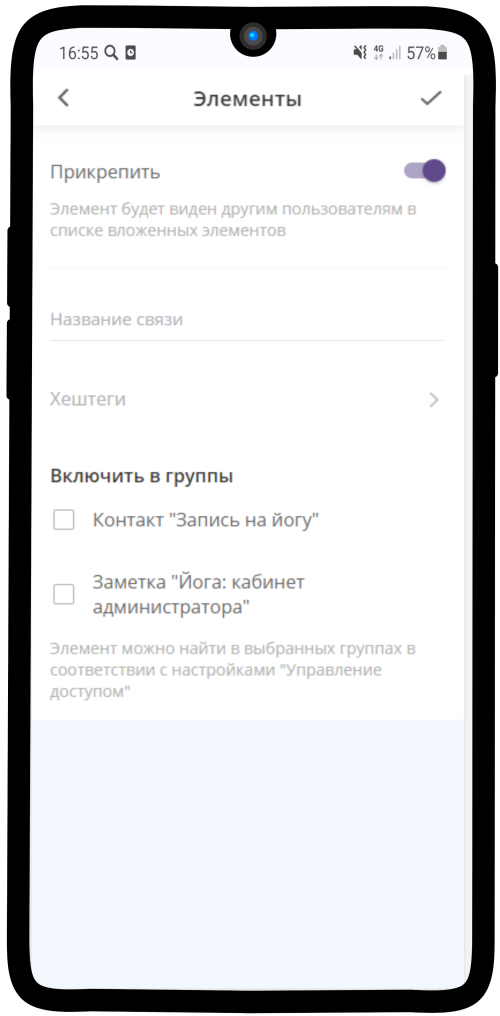 16:55 4G 57%
Элементы
Прикрепить
Элемент будет виден другим пользователям в
списке вложенных элементов
Название связи
Хештеги
Включить в группы
Контакт "Запись на йогу"
Заметка "Йога: кабинет
администратора"
Элемент можно найти в выбранных группах в
соответствии с настройками "Управление
доступом"